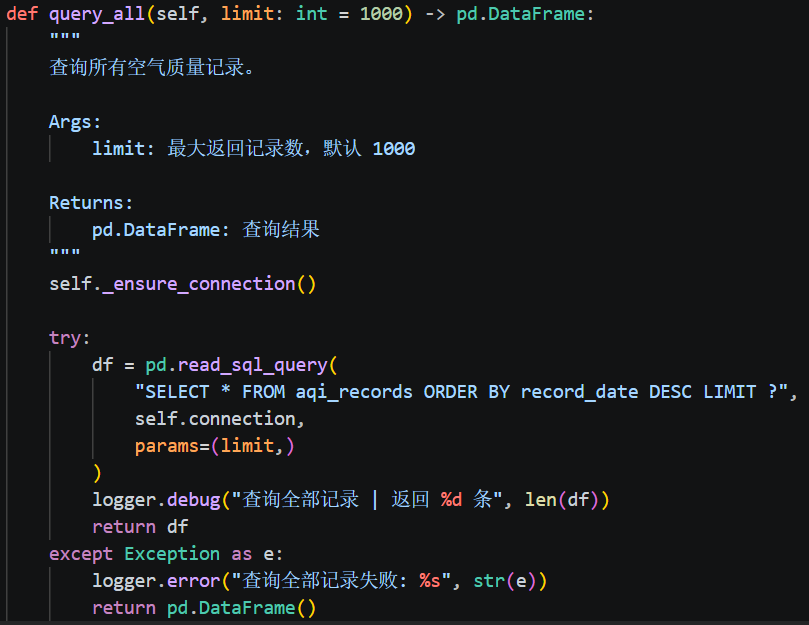 def query_all(self, limit: int = 1000) -> pd.DataFrame:
    """
    查询所有空气质量记录。

    Args:
        limit: 最大返回记录数，默认 1000

    Returns:
        pd.DataFrame: 查询结果
    """
    self._ensure_connection()

    try:
        df = pd.read_sql_query(
            "SELECT * FROM aqi_records ORDER BY record_date DESC LIMIT ?",
            self.connection,
            params=(limit,)
        )
        logger.debug("查询全部记录 | 返回 %d 条", len(df))
        return df
    except Exception as e:
        logger.error("查询全部记录失败: %s", str(e))
        return pd.DataFrame()